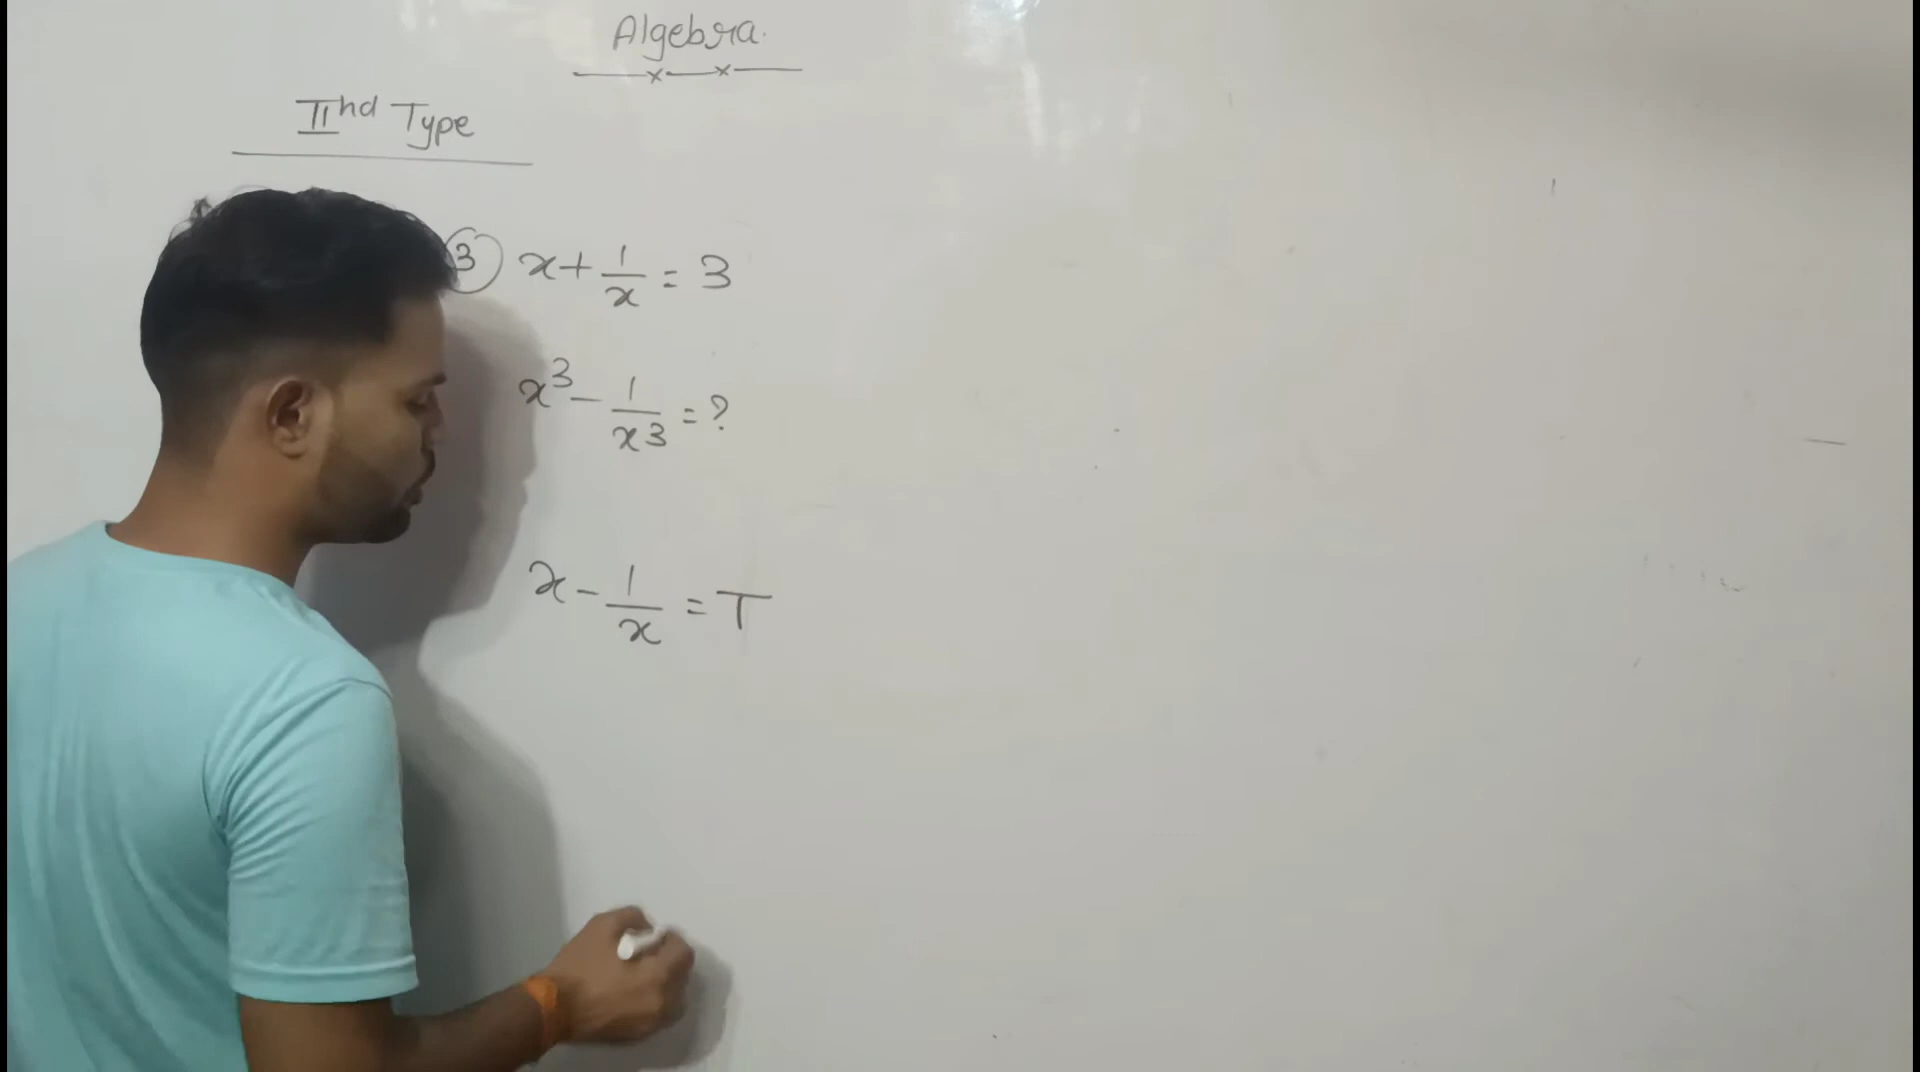 Algebra.
IInd Type
3 x + 1/x = 3
x³ - 1/x3 = ?
x - 1/x = T